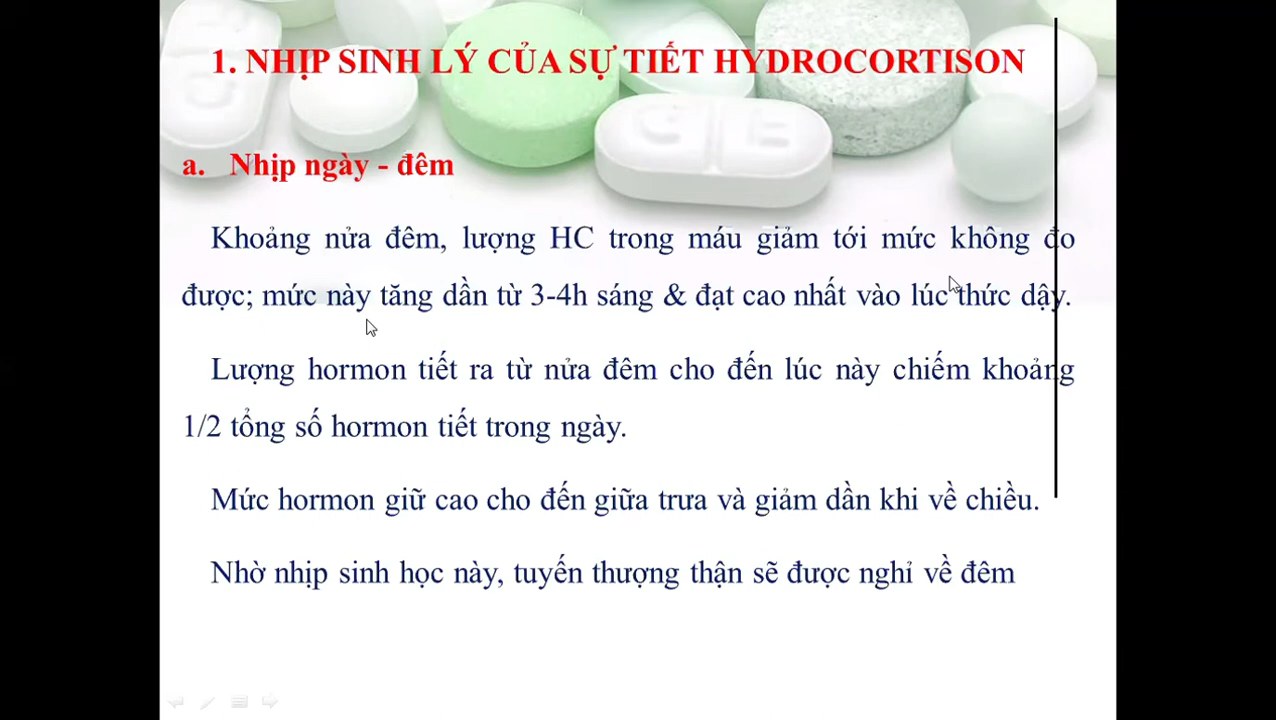 1. NHỊP SINH LÝ CỦA SỰ TIẾT HYDROCORTISON
a. Nhịp ngày - đêm
Khoảng nửa đêm, lượng HC trong máu giảm tới mức không đo
được; mức này tăng dần từ 3-4h sáng & đạt cao nhất vào lúc thức dậy.
Lượng hormon tiết ra từ nửa đêm cho đến lúc này chiếm khoảng
1/2 tổng số hormon tiết trong ngày.
Mức hormon giữ cao cho đến giữa trưa và giảm dần khi về chiều.
Nhờ nhịp sinh học này, tuyến thượng thận sẽ được nghỉ về đêm